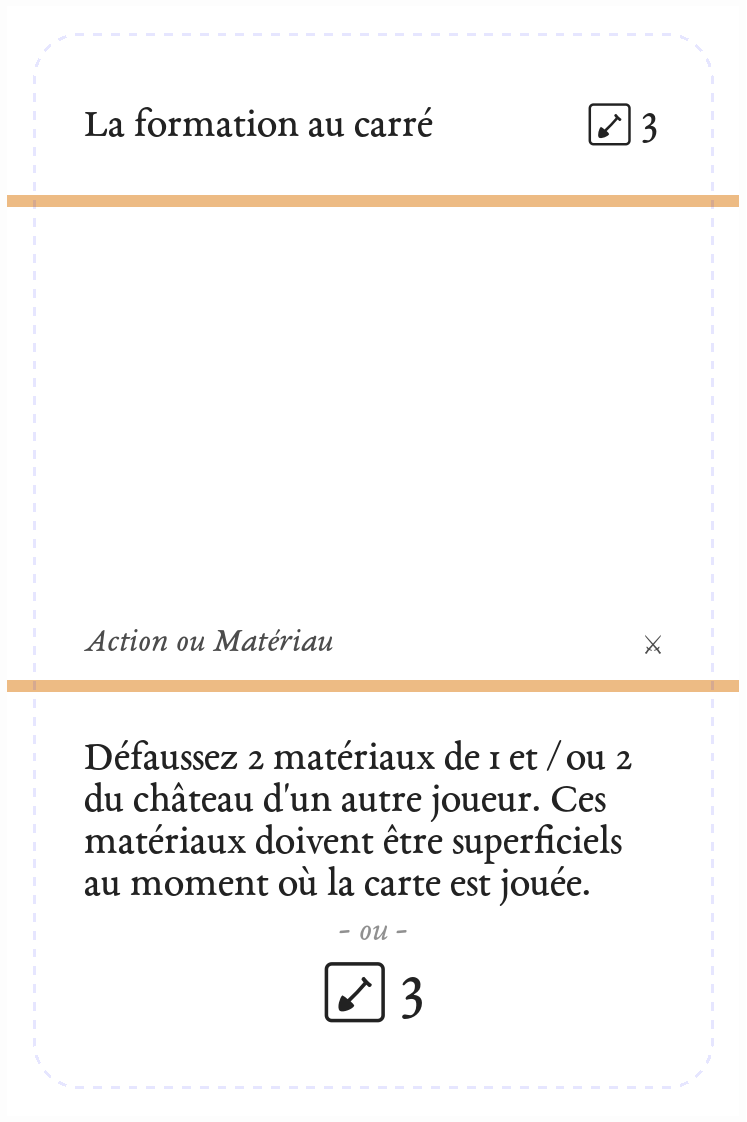 La formation au carré 3
Action ou Matériau
Défaussez 2 matériaux de 1 et / ou 2
du château d'un autre joueur. Ces
matériaux doivent être superficiels
au moment où la carte est jouée.
- ou -
3